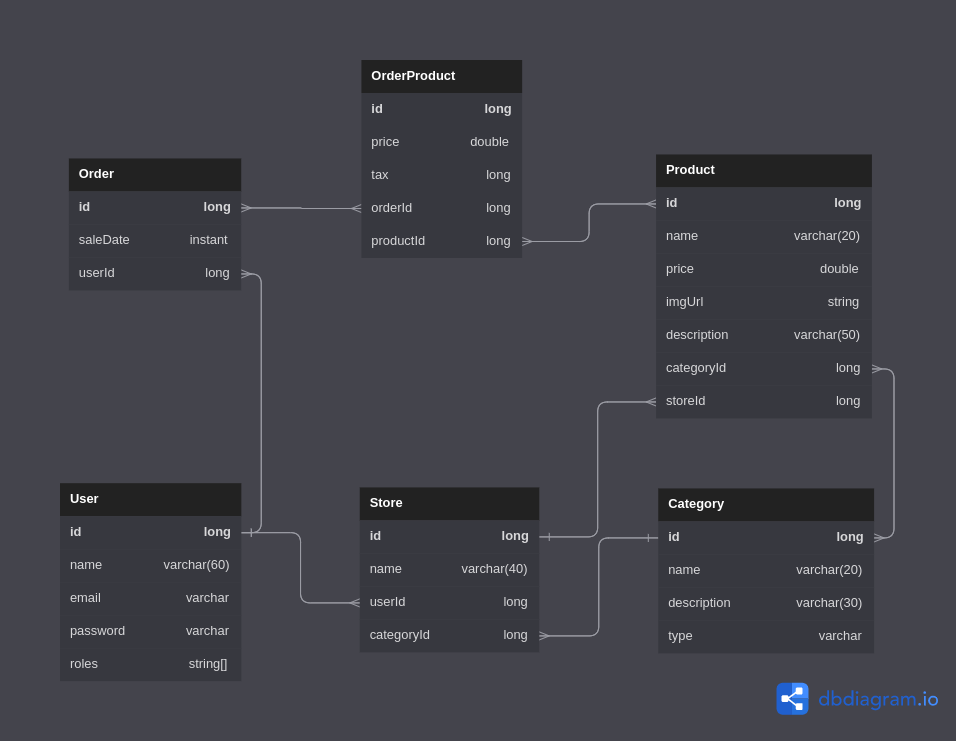 OrderProduct
id long
price double
tax long
orderId long
productId long
Order
id long
saleDate instant
userId long
Product
id long
name varchar(20)
price double
imgUrl string
description varchar(50)
categoryId long
storeId long
User
id long
name varchar(60)
email varchar
password varchar
roles string[]
Store
id long
name varchar(40)
userId long
categoryId long
Category
id long
name varchar(20)
description varchar(30)
type varchar
dbdiagram.io